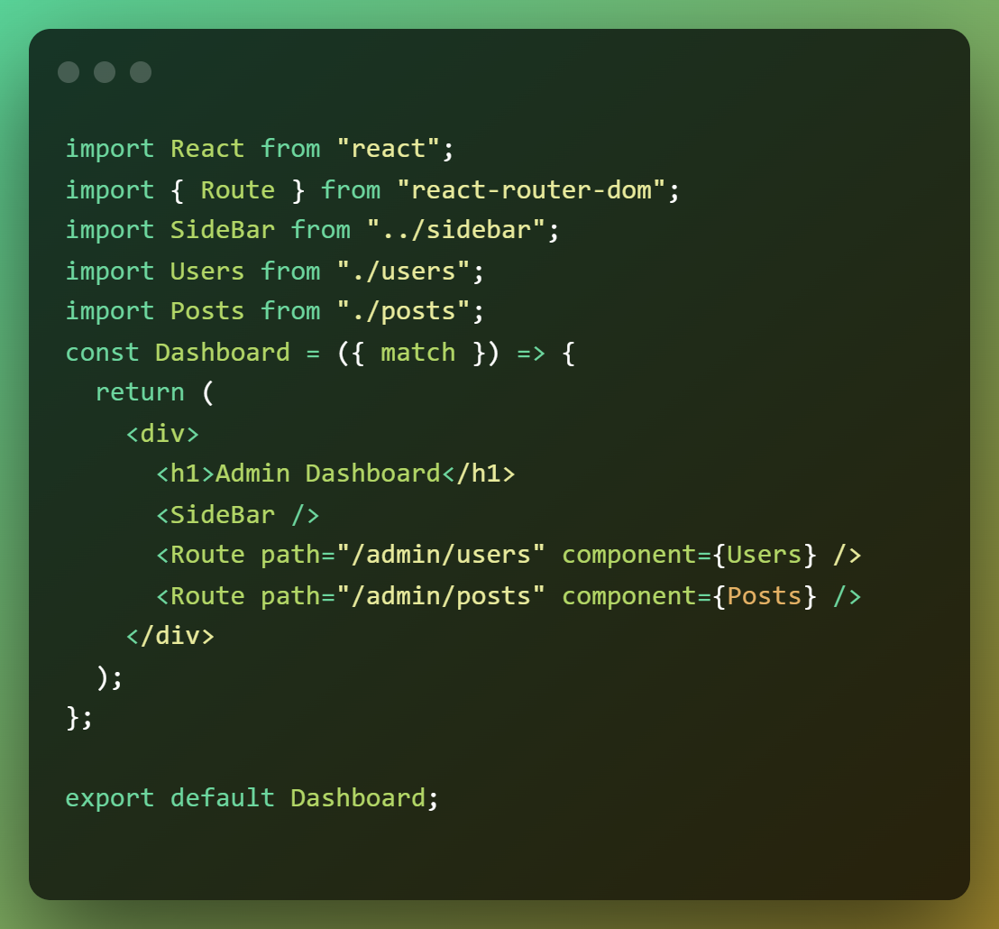 import React from "react";
import { Route } from "react-router-dom";
import SideBar from "../sidebar";
import Users from "./users";
import Posts from "./posts";
const Dashboard = ({ match }) => {
  return (
    <div>
      <h1>Admin Dashboard</h1>
      <SideBar />
      <Route path="/admin/users" component={Users} />
      <Route path="/admin/posts" component={Posts} />
    </div>
  );
};

export default Dashboard;